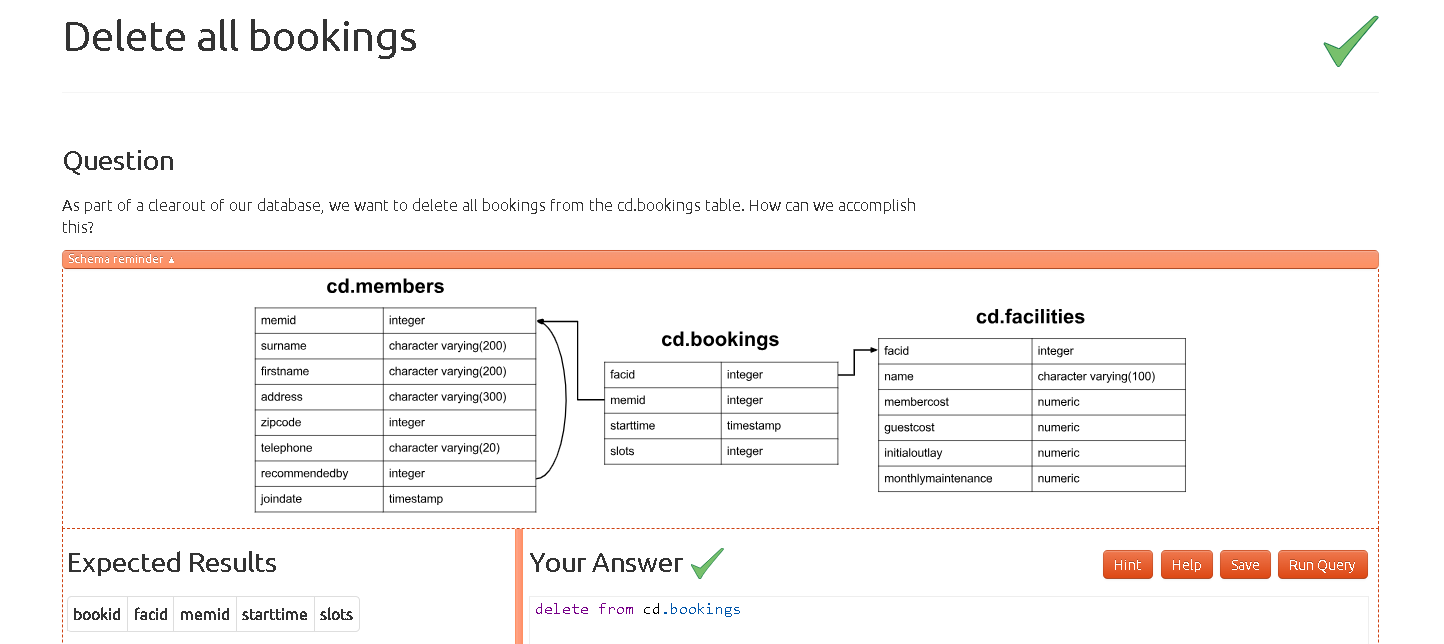 Delete all bookings
Question
As part of a clearout of our database, we want to delete all bookings from the cd.bookings table. How can we accomplish
this?
Schema reminder ▲
cd.members
memid integer
surname character varying(200)
firstname character varying(200)
address character varying(300)
zipcode integer
telephone character varying(20)
recommendedby integer
joindate timestamp
cd.bookings
facid integer
memid integer
starttime timestamp
slots integer
cd.facilities
facid integer
name character varying(100)
membercost numeric
guestcost numeric
initialoutlay numeric
monthlymaintenance numeric
Expected Results
bookid facid memid starttime slots
Your Answer
Hint Help Save Run Query
delete from cd.bookings